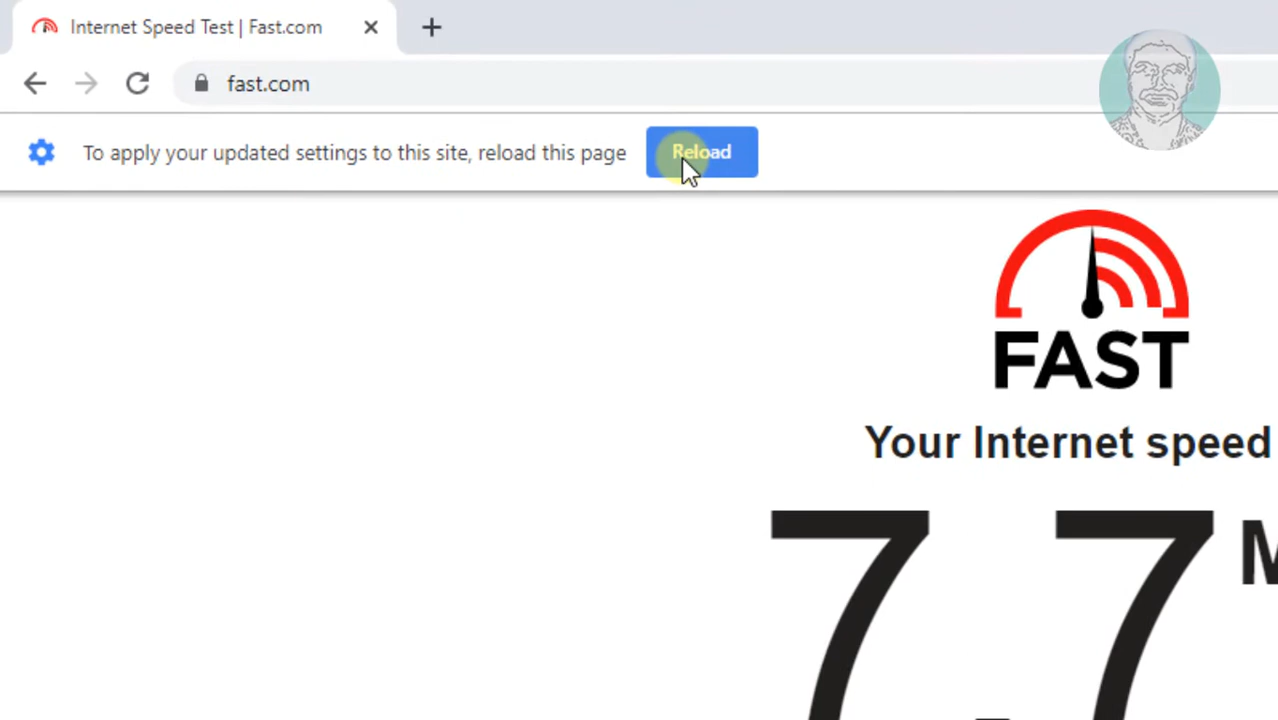 Internet Speed Test | Fast.com
fast.com
To apply your updated settings to this site, reload this page
Reload
FAST
Your Internet speed
7.7